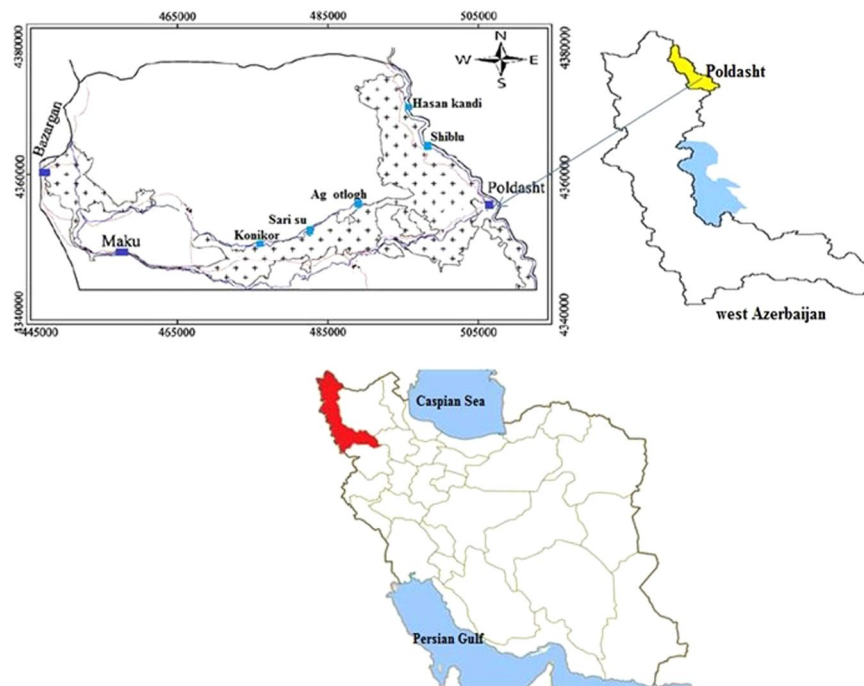 465000
485000
505000
4380000
4380000
N
W E
S
Poldasht
Hasan kandi
Bazargan
Shiblu
4360000
4360000
Ag otlogh
Poldasht
Sari su
Konikor
Maku
4340000
4340000
west Azerbaijan
445000
465000
485000
505000
Caspian Sea
Persian Gulf